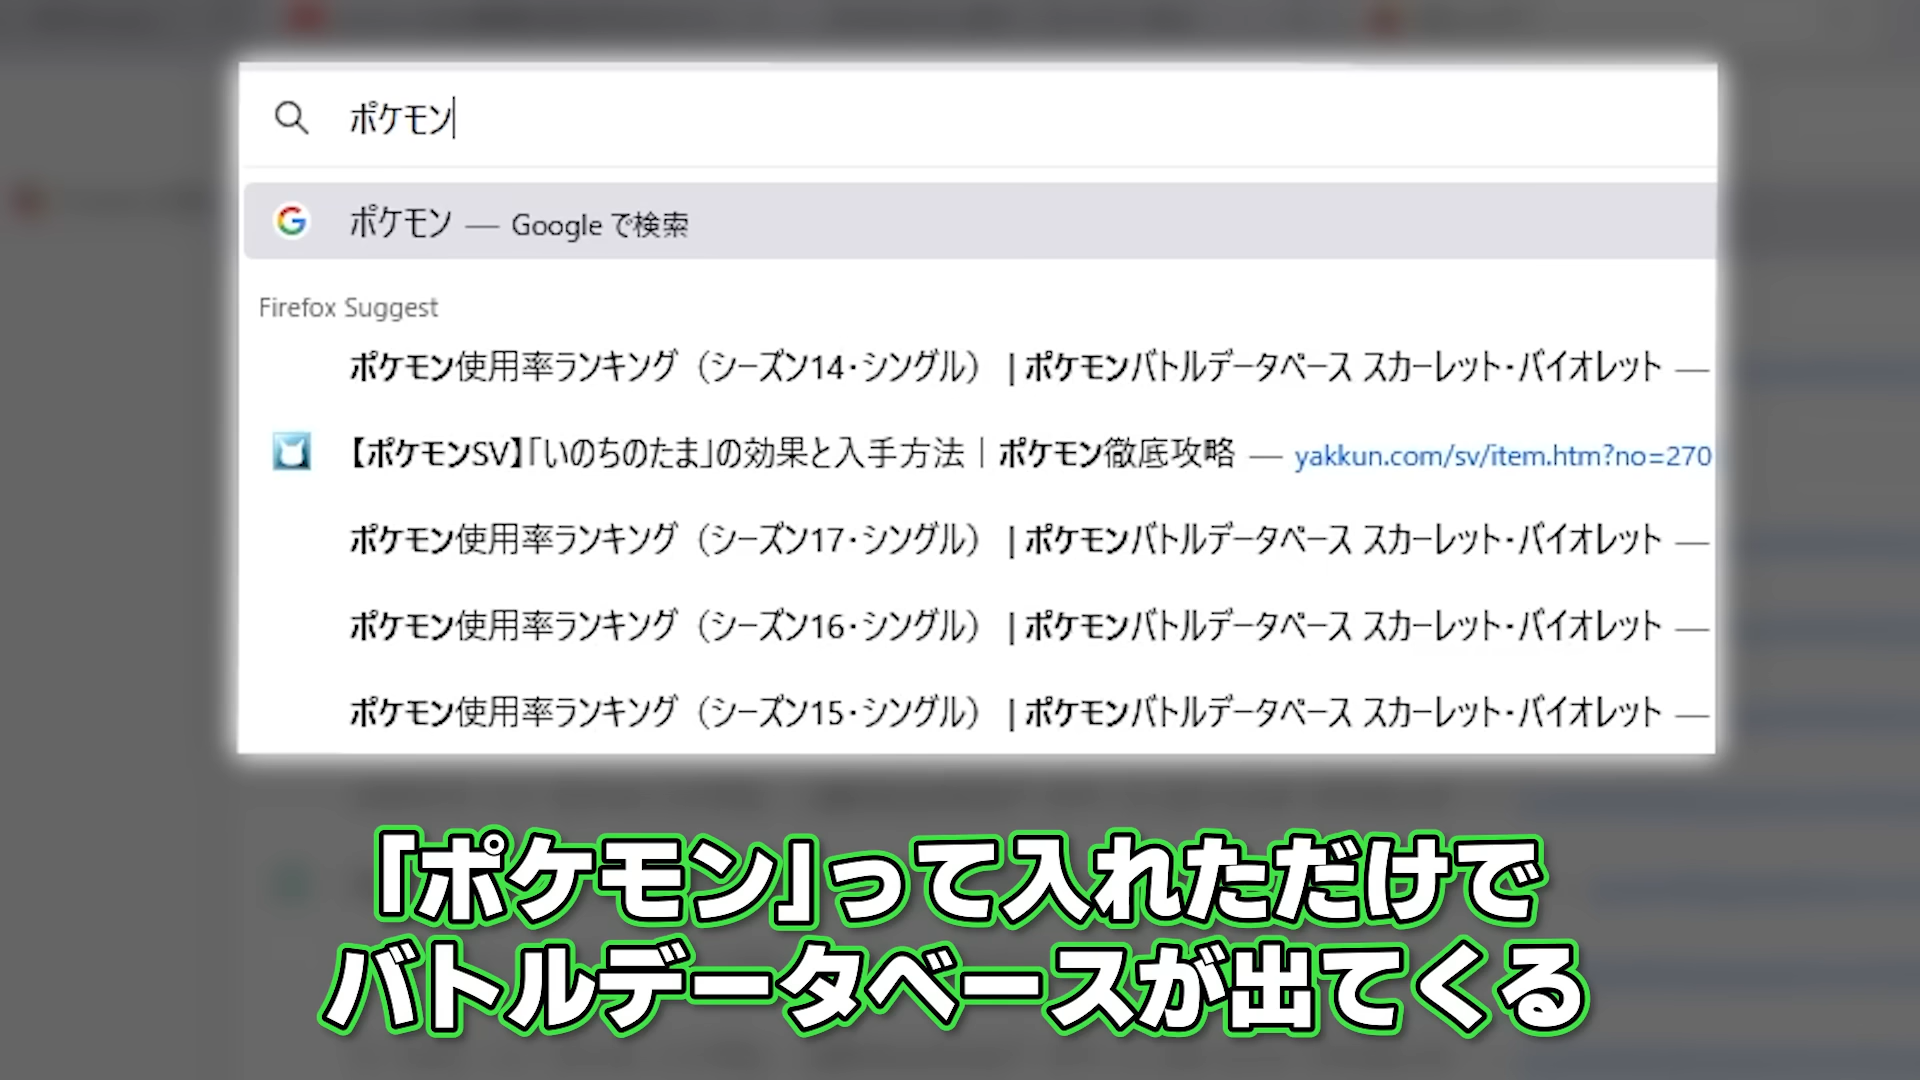 ポケモン
ポケモン — Google で検索
Firefox Suggest
ポケモン使用率ランキング（シーズン14・シングル） | ポケモンバトルデータベース スカーレット・バイオレット —
【ポケモンSV】「いのちのたま」の効果と入手方法｜ポケモン徹底攻略 — yakkun.com/sv/item.htm?no=270
ポケモン使用率ランキング（シーズン17・シングル） | ポケモンバトルデータベース スカーレット・バイオレット —
ポケモン使用率ランキング（シーズン16・シングル） | ポケモンバトルデータベース スカーレット・バイオレット —
ポケモン使用率ランキング（シーズン15・シングル） | ポケモンバトルデータベース スカーレット・バイオレット —
「ポケモン」って入れただけで
バトルデータベースが出てくる